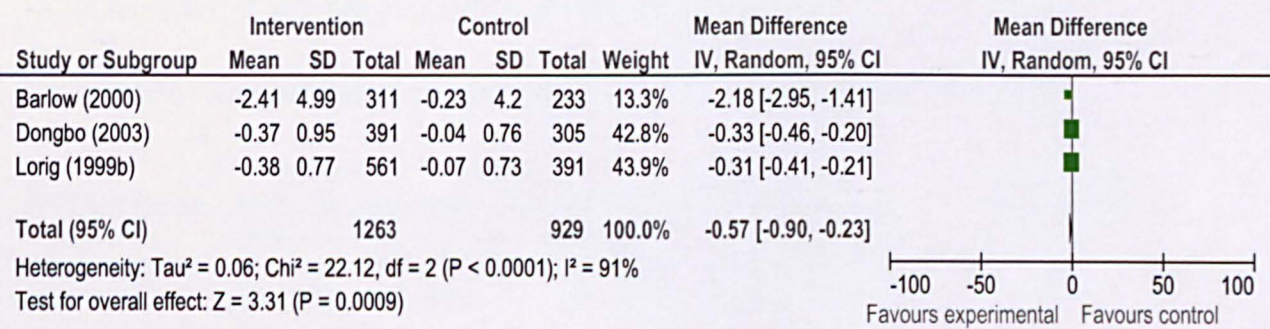 Intervention Control Mean Difference Mean Difference
Study or Subgroup Mean SD Total Mean SD Total Weight IV, Random, 95% CI IV, Random, 95% CI
Barlow (2000) -2.41 4.99 311 -0.23 4.2 233 13.3% -2.18 [-2.95, -1.41]
Dongbo (2003) -0.37 0.95 391 -0.04 0.76 305 42.8% -0.33 [-0.46, -0.20]
Lorig (1999b) -0.38 0.77 561 -0.07 0.73 391 43.9% -0.31 [-0.41, -0.21]
Total (95% CI) 1263 929 100.0% -0.57 [-0.90, -0.23]
Heterogeneity: Tau² = 0.06; Chi² = 22.12, df = 2 (P < 0.0001); I² = 91%
Test for overall effect: Z = 3.31 (P = 0.0009)
-100 -50 0 50 100
Favours experimental Favours control